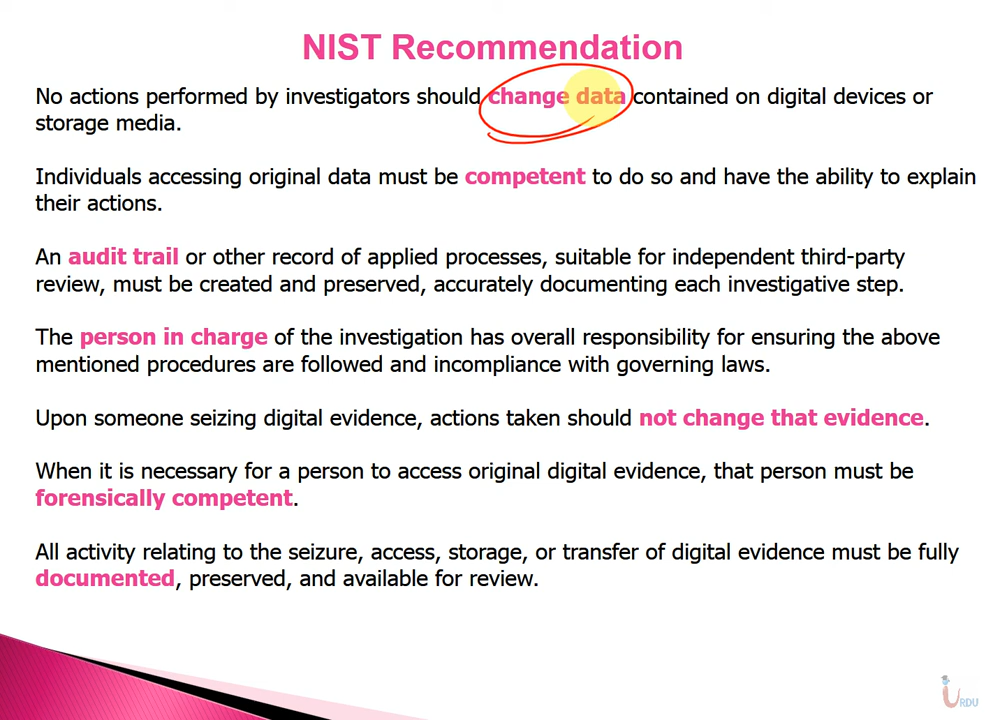 NIST Recommendation
No actions performed by investigators should change data contained on digital devices or
storage media.
Individuals accessing original data must be competent to do so and have the ability to explain
their actions.
An audit trail or other record of applied processes, suitable for independent third-party
review, must be created and preserved, accurately documenting each investigative step.
The person in charge of the investigation has overall responsibility for ensuring the above
mentioned procedures are followed and incompliance with governing laws.
Upon someone seizing digital evidence, actions taken should not change that evidence.
When it is necessary for a person to access original digital evidence, that person must be
forensically competent.
All activity relating to the seizure, access, storage, or transfer of digital evidence must be fully
documented, preserved, and available for review.
iURDU